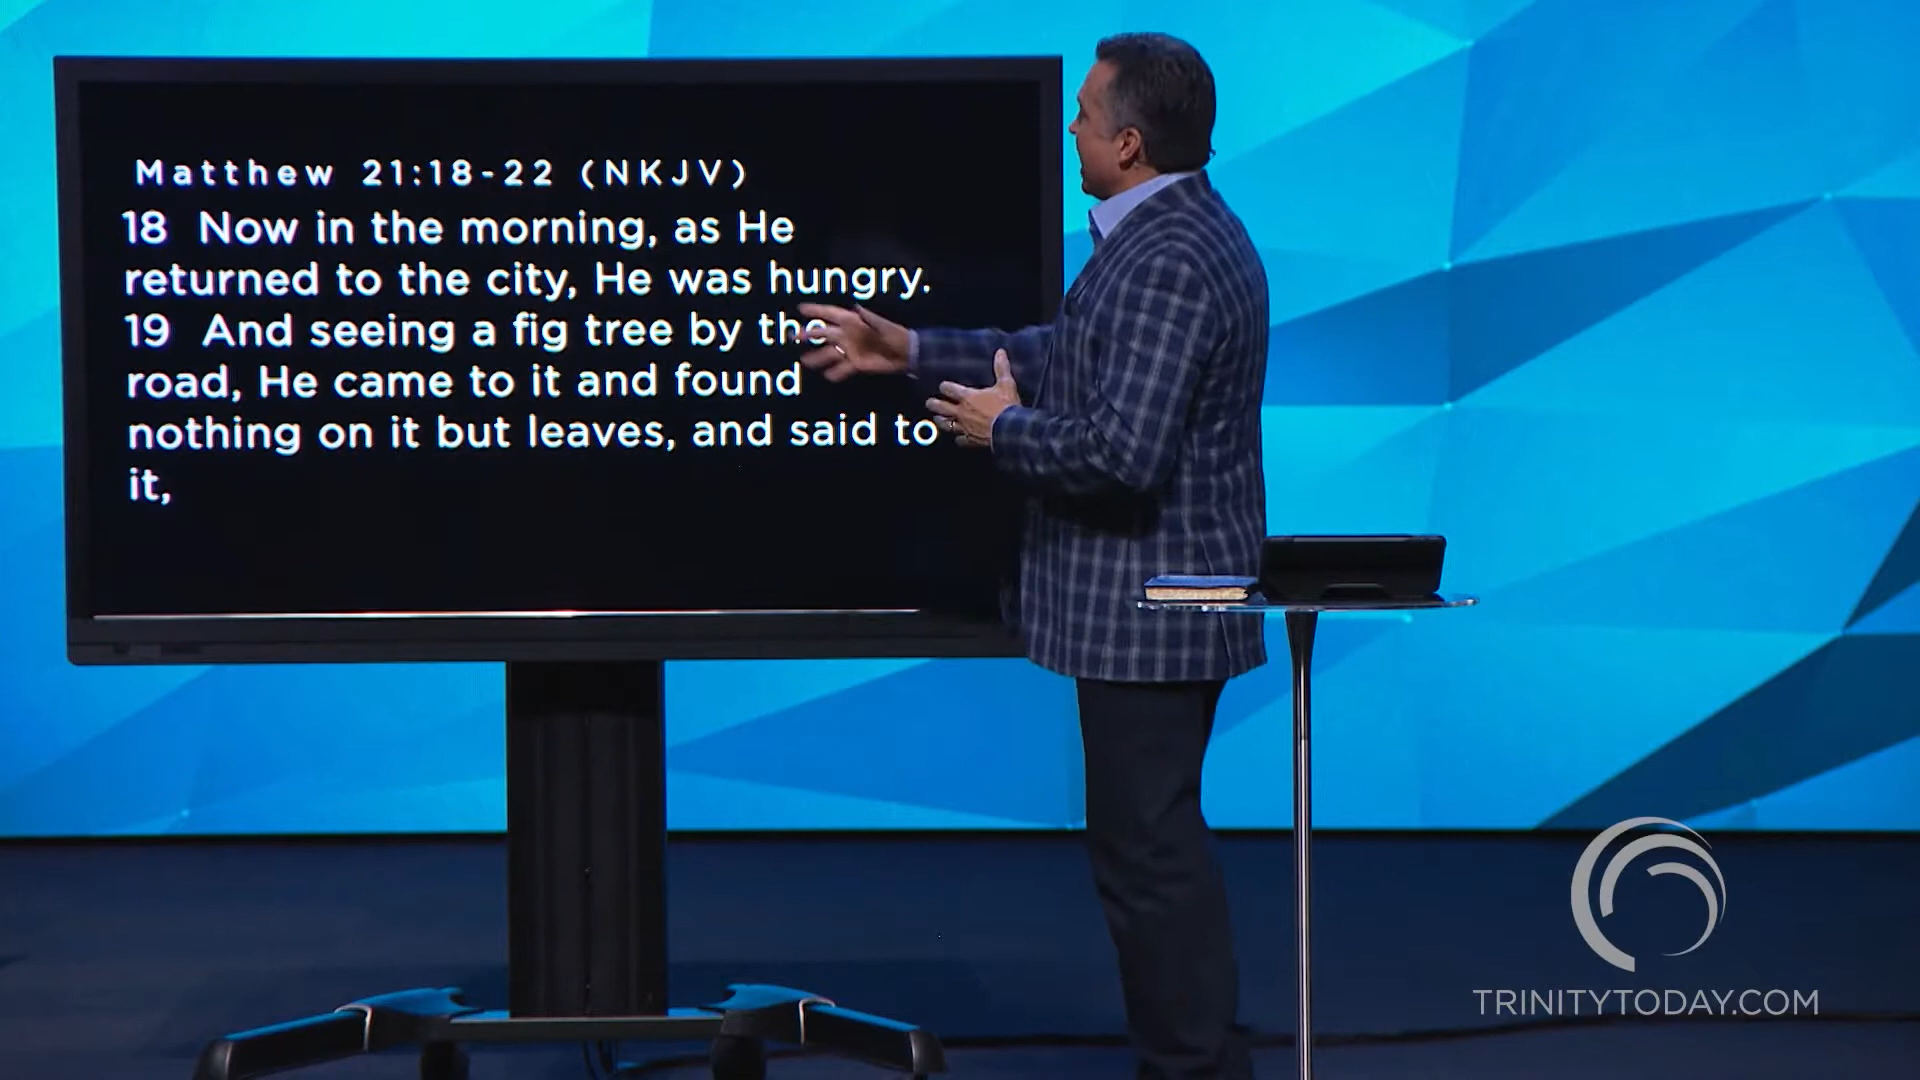 Matthew 21:18-22 (NKJV)
18 Now in the morning, as He
returned to the city, He was hungry.
19 And seeing a fig tree by the
road, He came to it and found
nothing on it but leaves, and said to
it,
TRINITYTODAY.COM